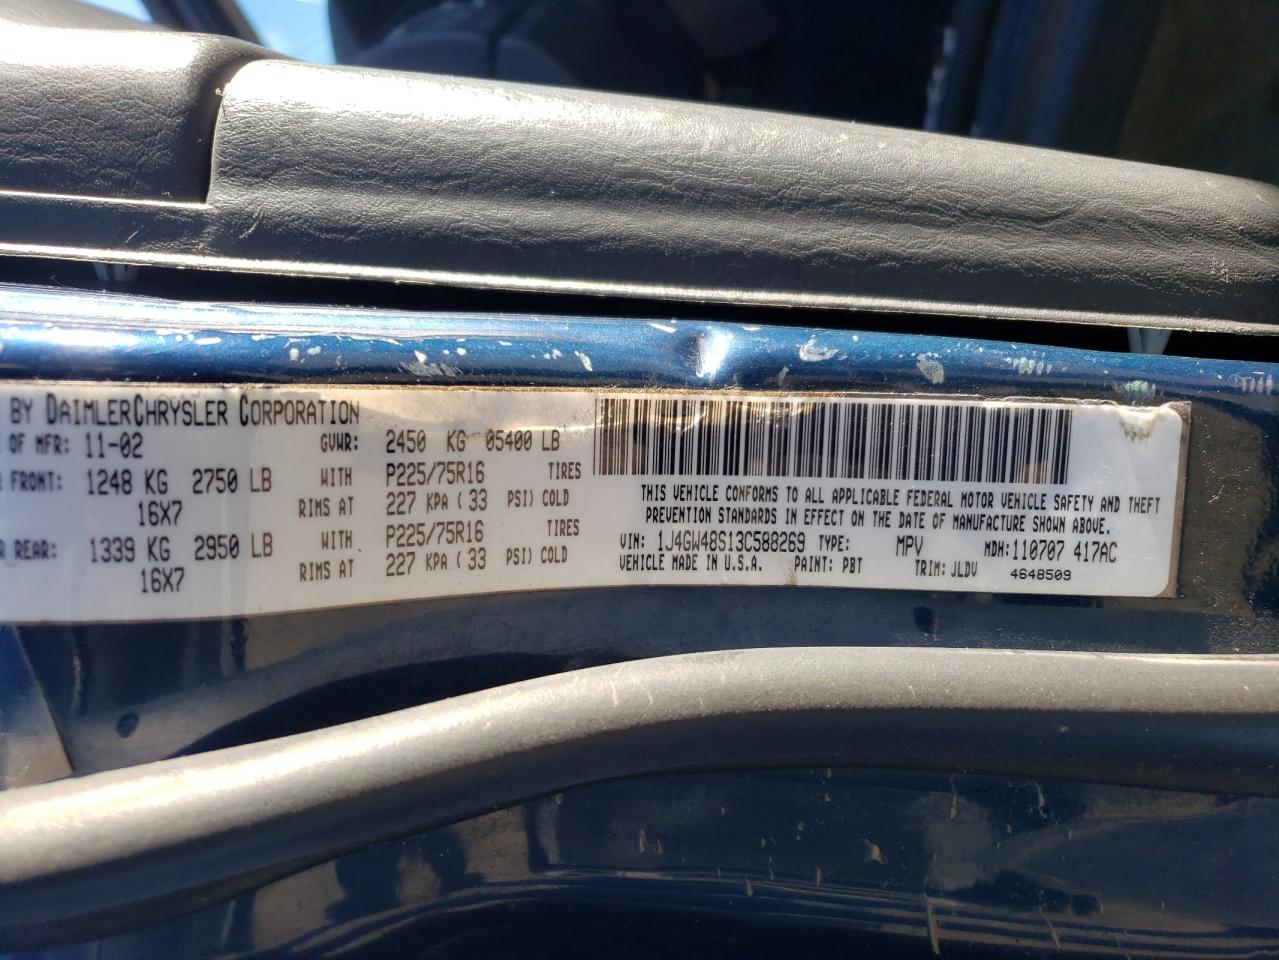 BY DAIMLERCHRYSLER CORPORATION
OF MFR: 11-02 GVWR: 2450 KG 05400 LB
FRONT: 1248 KG 2750 LB WITH P225/75R16 TIRES
16X7 RIMS AT 227 KPA ( 33 PSI) COLD
REAR: 1339 KG 2950 LB WITH P225/75R16 TIRES
16X7 RIMS AT 227 KPA ( 33 PSI) COLD
THIS VEHICLE CONFORMS TO ALL APPLICABLE FEDERAL MOTOR VEHICLE SAFETY AND THEFT
PREVENTION STANDARDS IN EFFECT ON THE DATE OF MANUFACTURE SHOWN ABOVE.
VIN: 1J4GW48S13C588269 TYPE: MPV MDH: 110707 417AC
VEHICLE MADE IN U.S.A. PAINT: PBT TRIM: JLDV 4648509